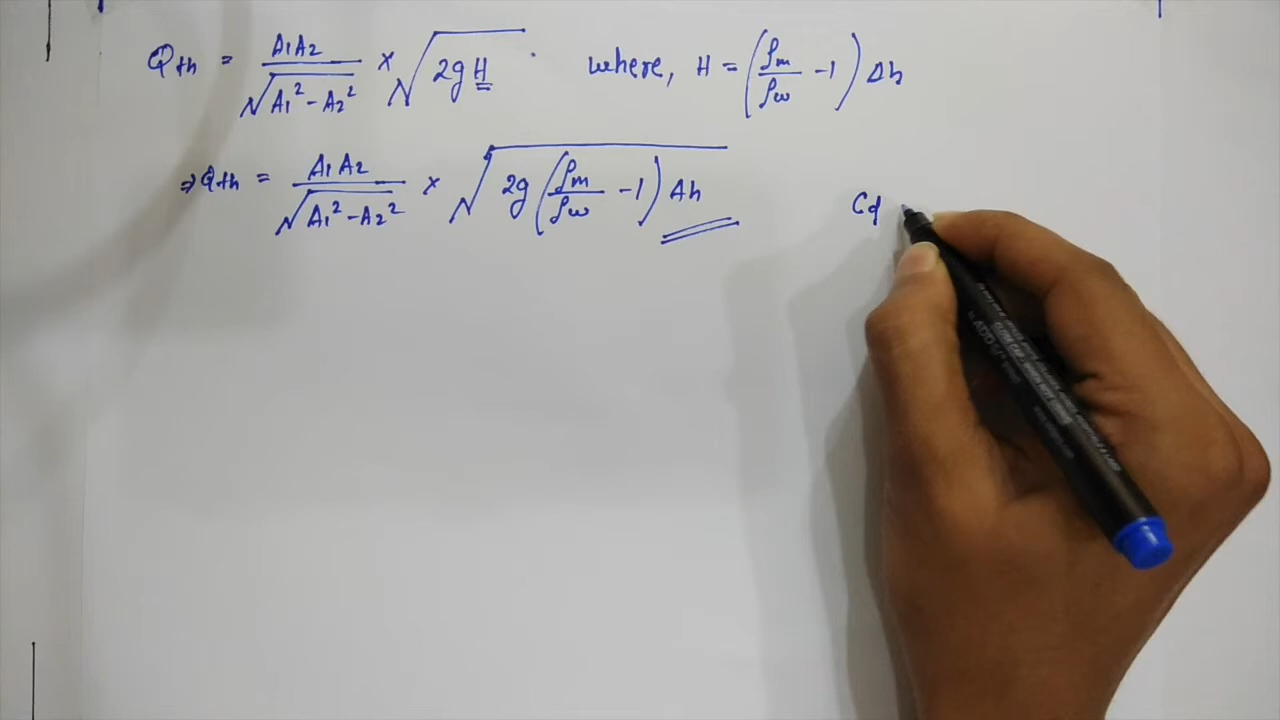 Qth = A1A2 / √(A1² - A2²) × √(2gH) where, H = (ρm/ρw - 1) Δh
⇒ Qth = A1A2 / √(A1² - A2²) × √(2g(ρm/ρw - 1) Δh)
Cd